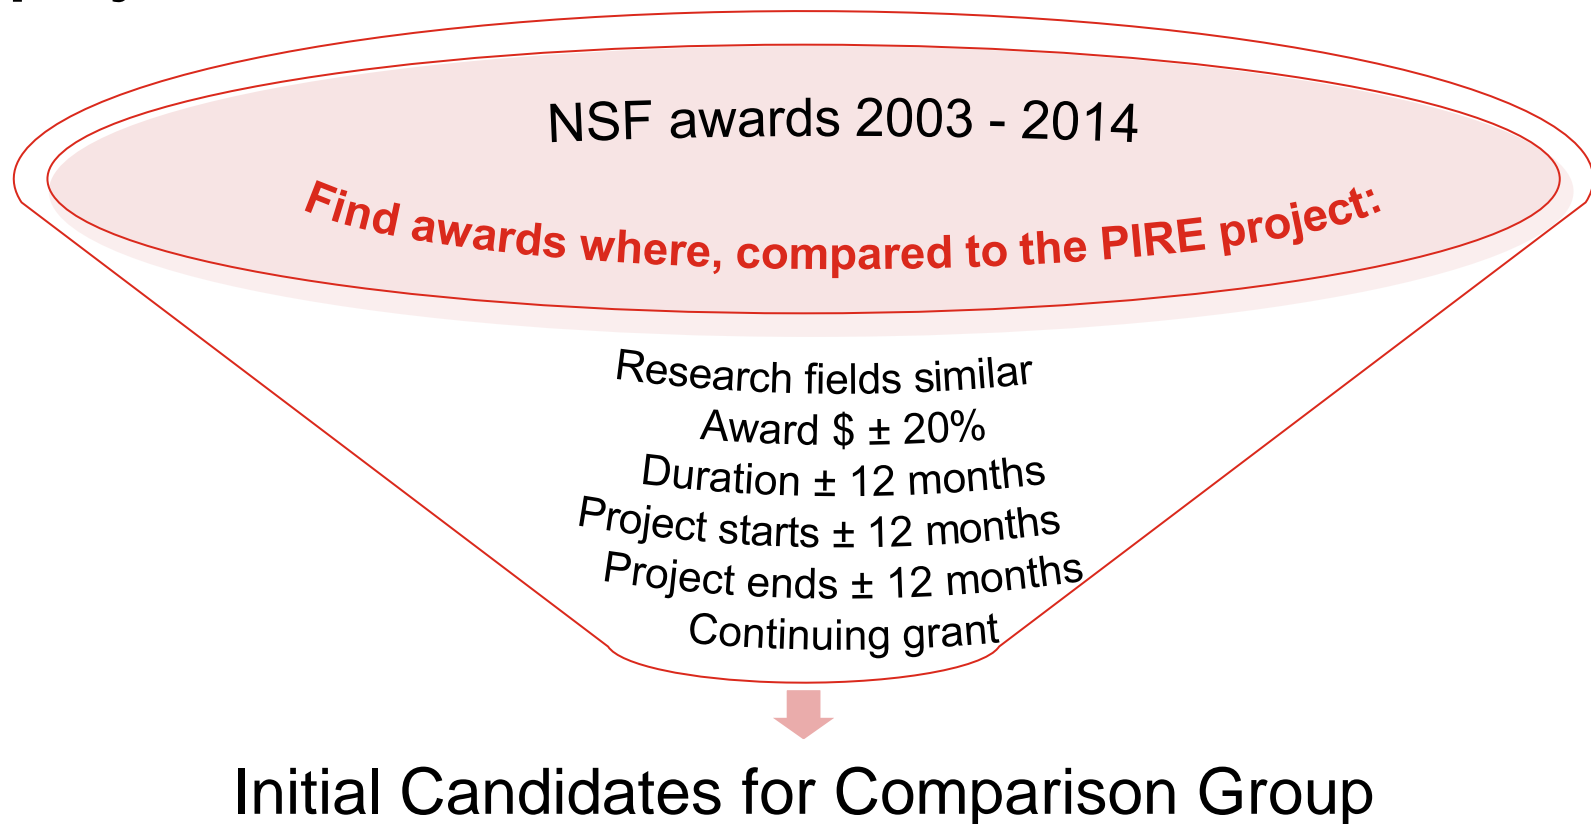 NSF awards 2003 - 2014
Find awards where, compared to the PIRE project:
Research fields similar
Award $ ± 20%
Duration ± 12 months
Project starts ± 12 months
Project ends ± 12 months
Continuing grant
Initial Candidates for Comparison Group